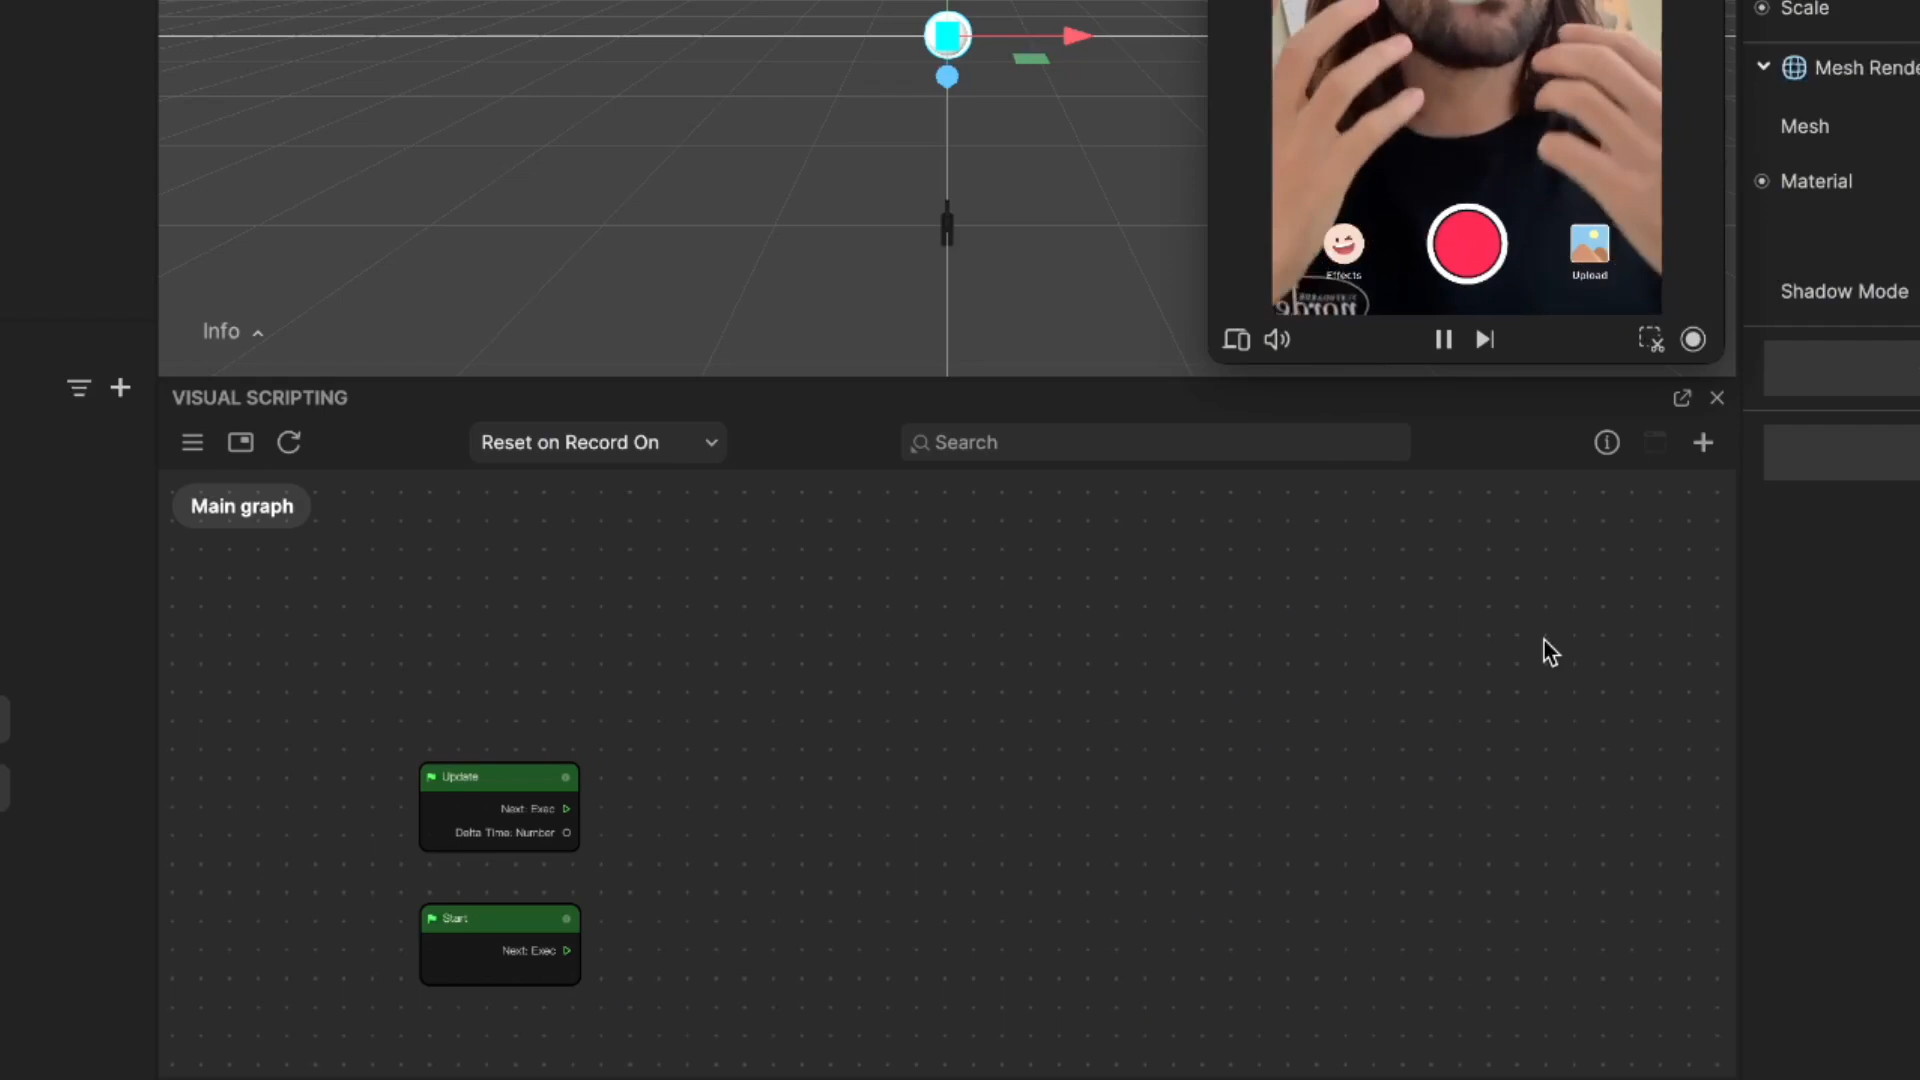 Scale
Mesh Rende
Mesh
Material
Effects
Upload
Shadow Mode
norde
Info
VISUAL SCRIPTING
Reset on Record On
Search
Main graph
Update
Next: Exec
Delta Time: Number
Start
Next: Exec